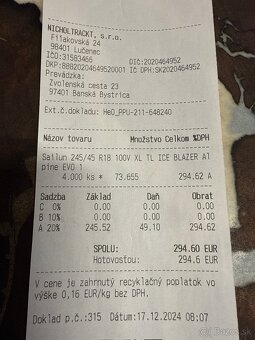 NICHOLTRACKT, s.r.o.
Fiľakovská 24
98401 Lučenec
IČO:31583466 DIČ:2020464952
DKP:88820204649520001 IČ DPH:SK2020464952
Prevádzka:
Zvolenská cesta 23
97401 Banská Bystrica
Ext.č.dokladu: HeO_PPU-211-648240
Názov tovaru Množstvo Celkom %DPH
Sailun 245/45 R18 100V XL TL ICE BLAZER Al
pine EVO 1
4.000 ks * 73.655 294.62 A
Sadzba Základ Daň Obrat
C 0% 0.00 0.00 0.00
B 10% 0.00 0.00 0.00
A 20% 245.52 49.10 294.62
SPOLU: 294.60 EUR
Hotovosťou: 294.6 EUR
V cene je zahrnutý recyklačný poplatok vo
výške 0,16 EUR/kg bez DPH.
Doklad p.č.:315 Dátum:17.12.2024 08:07